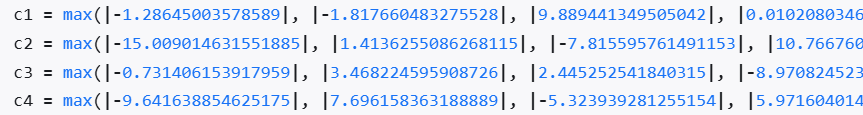 c1 = max(|-1.28645003578589|, |-1.817660483275528|, |9.889441349505042|, |0.0102080346
c2 = max(|-15.009014631551885|, |1.4136255086268115|, |-7.815595761491153|, |10.766760
c3 = max(|-0.731406153917959|, |3.468224595908726|, |2.445252541840315|, |-8.970824523
c4 = max(|-9.641638854625175|, |7.696158363188889|, |-5.323939281255154|, |5.971604014